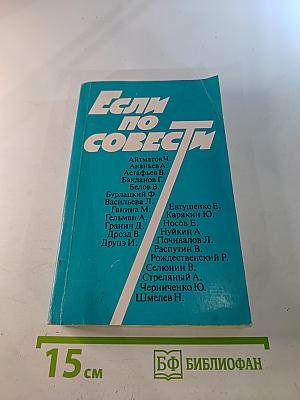 Если
по
совести
Айтматов Ч.
Ананьев А.
Астафьев В.
Бакланов Г.
Белов В.
Бурлацкий Ф.
Васильева Л.
Ганина М.
Гельман А.
Гранин Д.
Дрозд В.
Друцэ И.
Евтушенко Е.
Карякин Ю.
Носов Е.
Нуйкин А.
Почивалов Л.
Распутин В.
Рождественский Р.
Селюнин В.
Стреляный А.
Черниченко Ю.
Шмелев Н.
15 см
БФ БИБЛИОФАН